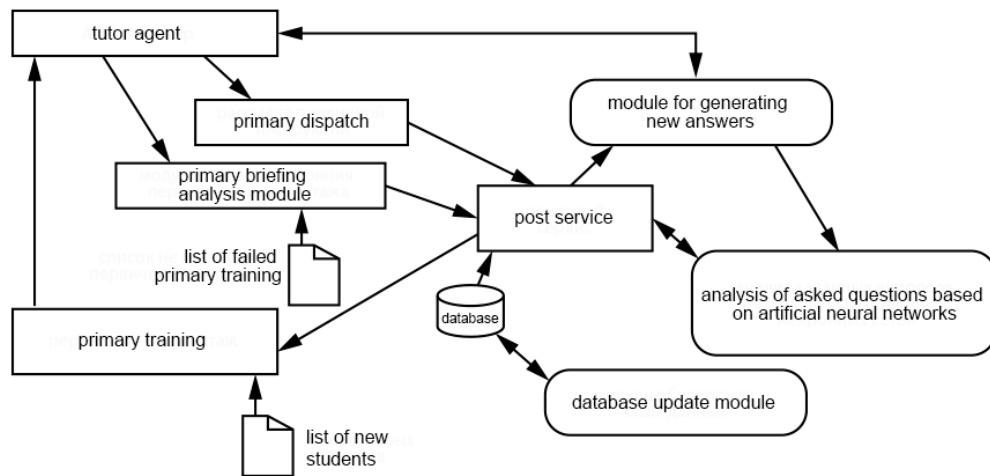 tutor agent
module for generating
new answers
primary dispatch
primary briefing
analysis module
post service
list of failed
primary training
analysis of asked questions based
on artificial neural networks
database
primary training
database update module
list of new
students